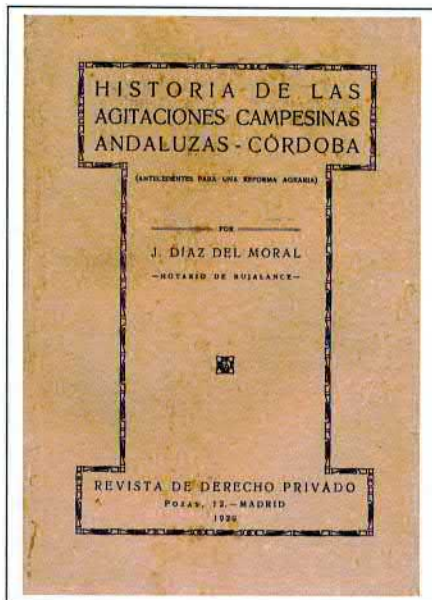 HISTORIA DE LAS
AGITACIONES CAMPESINAS
ANDALUZAS - CÓRDOBA
(ANTECEDENTES PARA UNA REFORMA AGRARIA)
POR
J. DÍAZ DEL MORAL
—NOTARIO DE BUJALANCE—
REVISTA DE DERECHO PRIVADO
POZAS, 12.—MADRID
1929